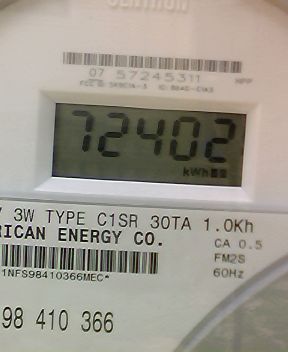 CENTRON
07 57245311
72402
kWh
3W TYPE C1SR 30TA 1.0Kh
RICAN ENERGY CO.
CA 0.5
FM2S
1NFS98410366MEC*
60Hz
98 410 366